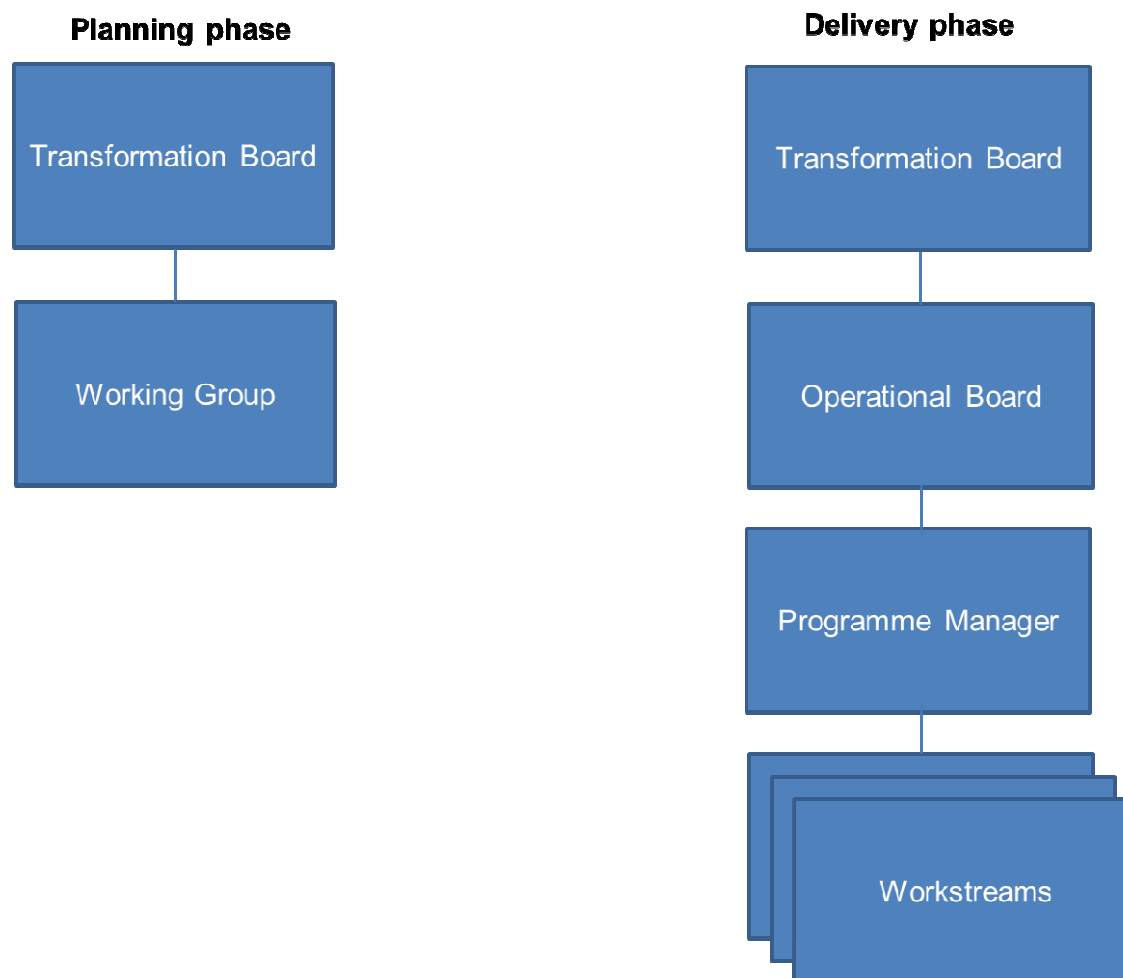 Planning phase
Transformation Board
Working Group
Delivery phase
Transformation Board
Operational Board
Programme Manager
Workstreams